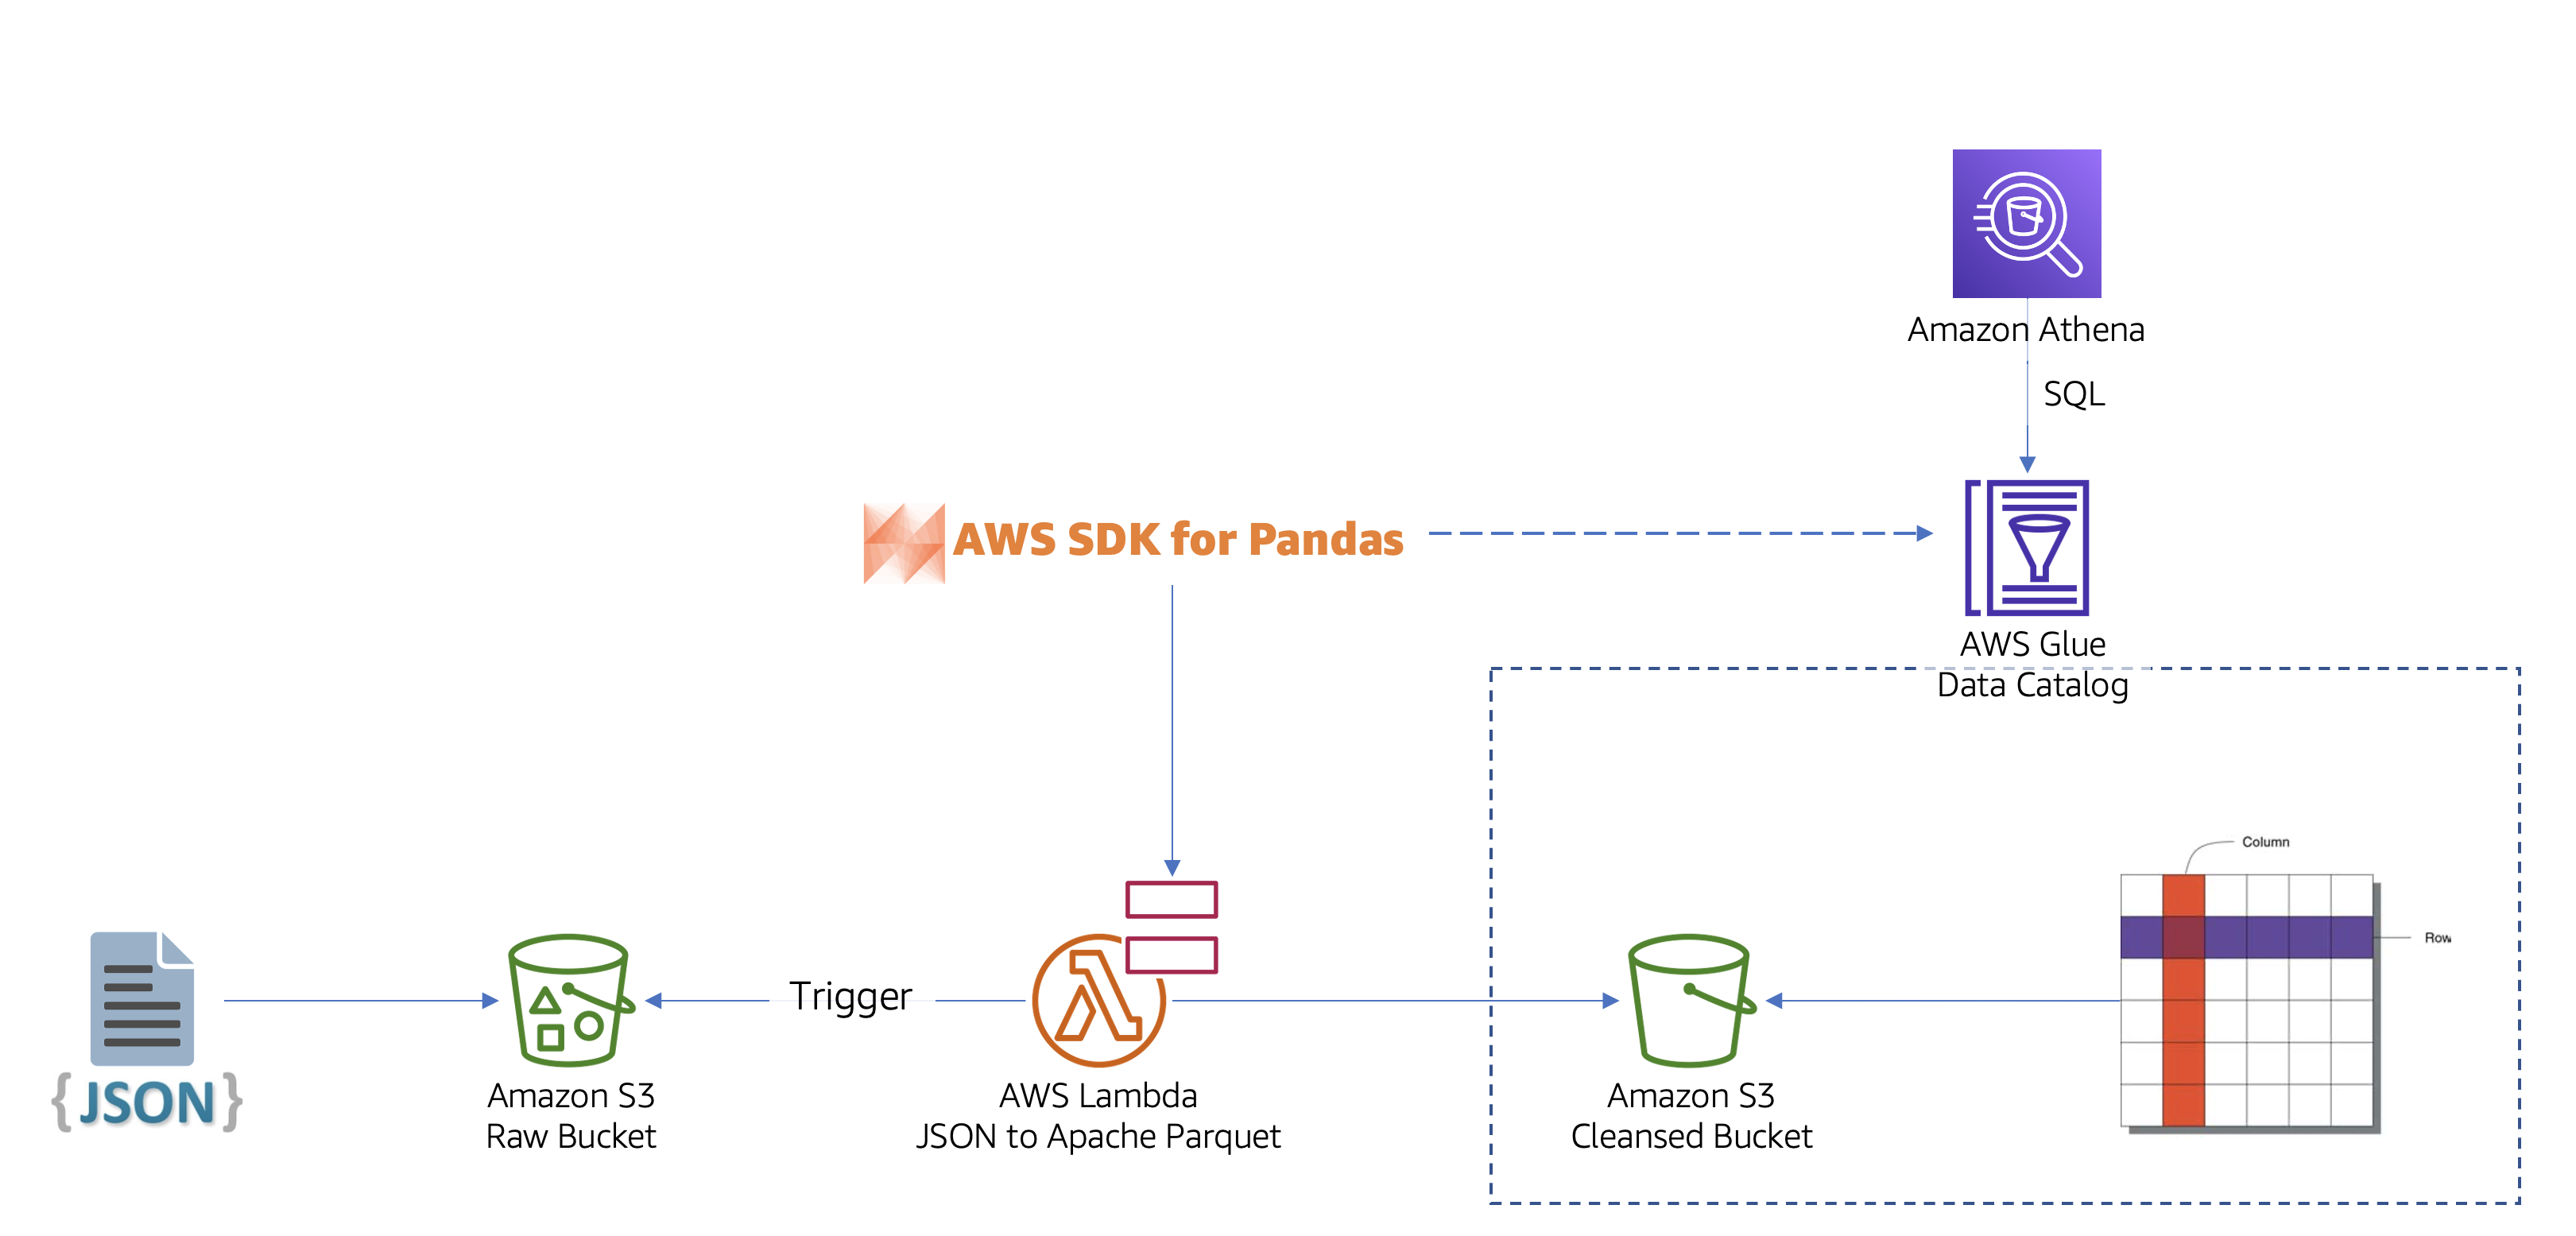 Amazon Athena
SQL
AWS SDK for Pandas
AWS Glue
Data Catalog
Column
Row
Trigger
{JSON}
Amazon S3
Raw Bucket
AWS Lambda
JSON to Apache Parquet
Amazon S3
Cleansed Bucket